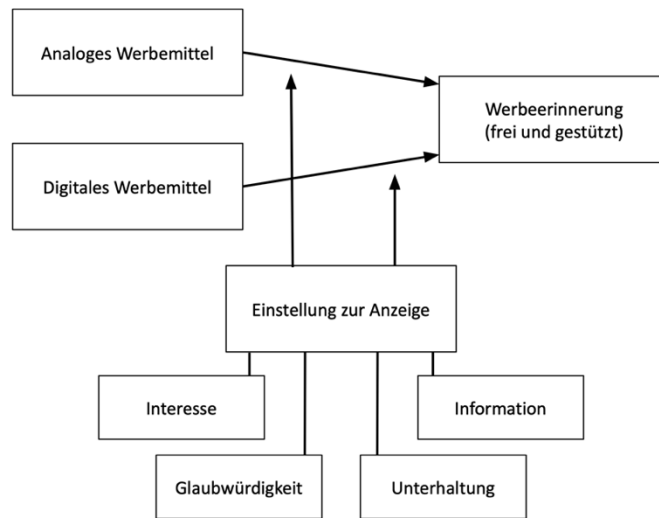 Analoges Werbemittel
Werbeerinnerung
(frei und gestützt)
Digitales Werbemittel
Einstellung zur Anzeige
Interesse
Information
Glaubwürdigkeit
Unterhaltung